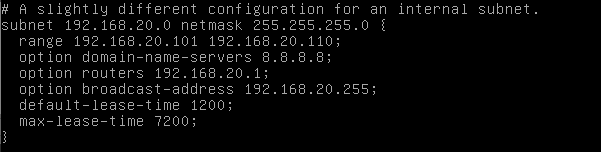 # A slightly different configuration for an internal subnet.
subnet 192.168.20.0 netmask 255.255.255.0 {
  range 192.168.20.101 192.168.20.110;
  option domain-name-servers 8.8.8.8;
  option routers 192.168.20.1;
  option broadcast-address 192.168.20.255;
  default-lease-time 1200;
  max-lease-time 7200;
}